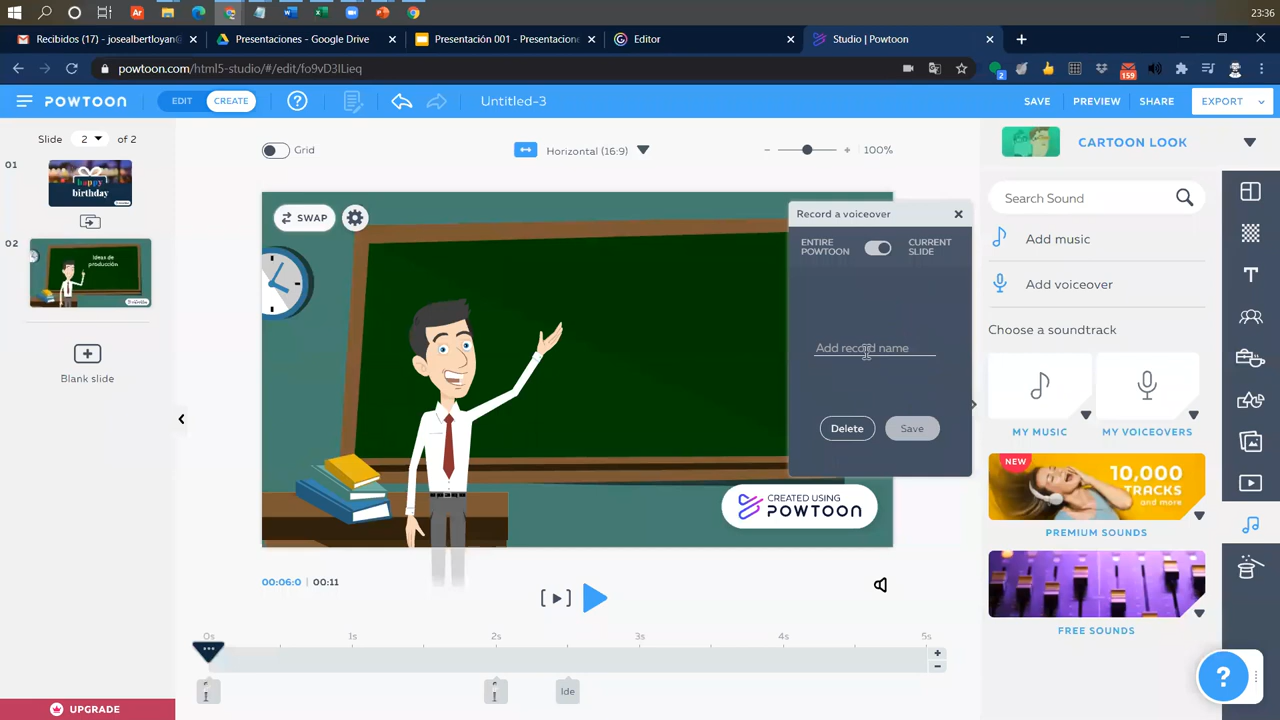 23:36
Recibidos (17) - josealbertloyan@
Presentaciones - Google Drive
Presentación 001 - Presentacione
Editor
Studio | Powtoon
powtoon.com/html5-studio/#/edit/fo9vD3lLieq
2
159
POWTOON
EDIT
CREATE
Untitled-3
SAVE
PREVIEW
SHARE
EXPORT
Slide 2 of 2
Grid
Horizontal (16:9)
100%
CARTOON LOOK
01
happy
birthday
02
Ideas de
producción
Blank slide
SWAP
Record a voiceover
ENTIRE
POWTOON
CURRENT
SLIDE
Add record name
Delete
Save
CREATED USING
POWTOON
Search Sound
Add music
Add voiceover
Choose a soundtrack
MY MUSIC
MY VOICEOVERS
NEW
10,000
TRACKS
and more
PREMIUM SOUNDS
FREE SOUNDS
00:06:0 | 00:11
0s 1s 2s 3s 4s 5s
Ide
UPGRADE
?